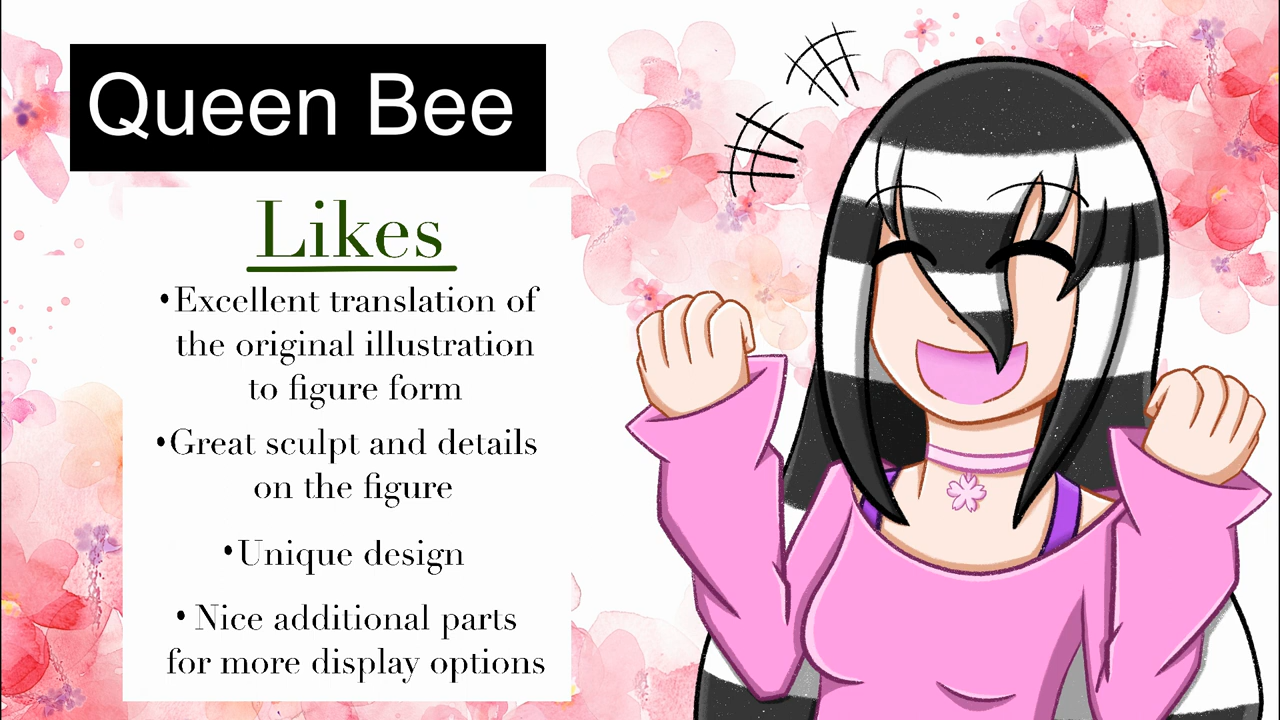 Queen Bee
Likes
•Excellent translation of
the original illustration
to figure form
•Great sculpt and details
on the figure
•Unique design
•Nice additional parts
for more display options